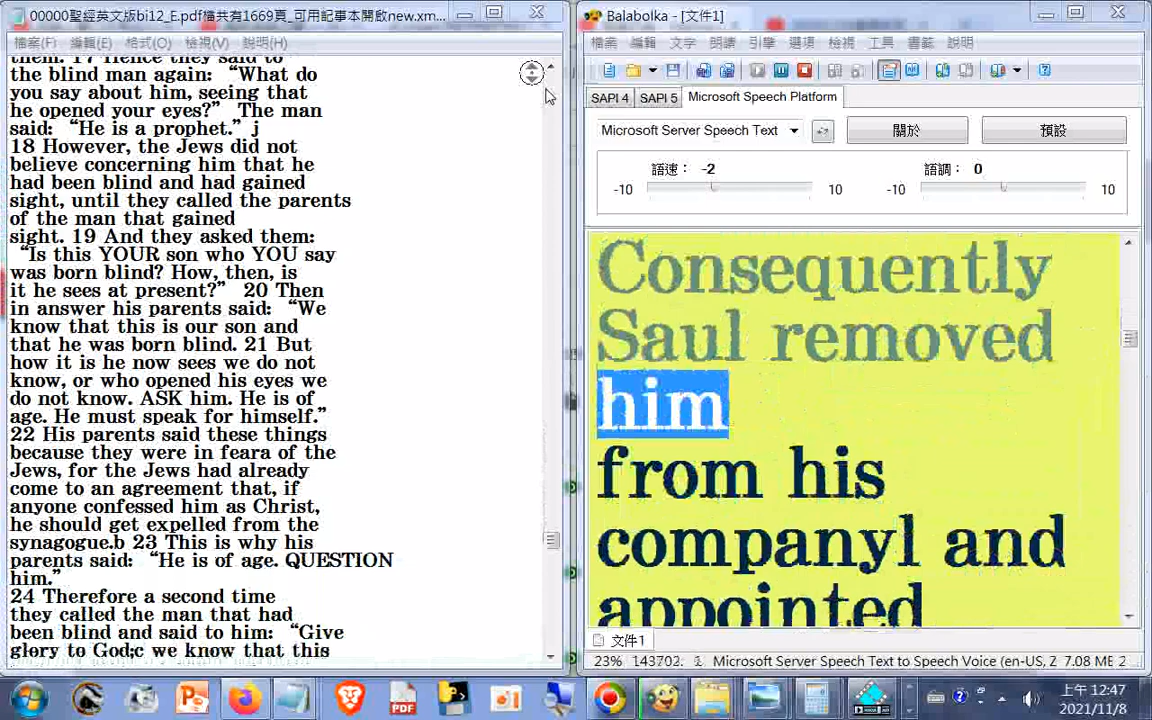 00000聖經英文版bi12_E.pdf檔共有1669頁_可用記事本開啟new.xm...
檔案(F) 編輯(E) 格式(O) 檢視(V) 說明(H)
them. 17 Hence they said to
the blind man again: “What do
you say about him, seeing that
he opened your eyes?” The man
said: “He is a prophet.” j
18 However, the Jews did not
believe concerning him that he
had been blind and had gained
sight, until they called the parents
of the man that gained
sight. 19 And they asked them:
“Is this YOUR son who YOU say
was born blind? How, then, is
it he sees at present?” 20 Then
in answer his parents said: “We
know that this is our son and
that he was born blind. 21 But
how it is he now sees we do not
know, or who opened his eyes we
do not know. ASK him. He is of
age. He must speak for himself.”
22 His parents said these things
because they were in feara of the
Jews, for the Jews had already
come to an agreement that, if
anyone confessed him as Christ,
he should get expelled from the
synagogue.b 23 This is why his
parents said: “He is of age. QUESTION
him.”
24 Therefore a second time
they called the man that had
been blind and said to him: “Give
glory to God;c we know that this
Balabolka - [文件1]
檔案 編輯 文字 朗讀 引擎 選項 檢視 工具 書籤 說明
SAPI 4 SAPI 5 Microsoft Speech Platform
Microsoft Server Speech Text 關於 預設
語速： -2 語調： 0
-10 10 -10 10
Consequently
Saul removed
him
from his
companyl and
appointed
文件1
23% 143702. 1 Microsoft Server Speech Text to Speech Voice (en-US, Z 7.08 MB 2
PDF
上午 12:47
2021/11/8